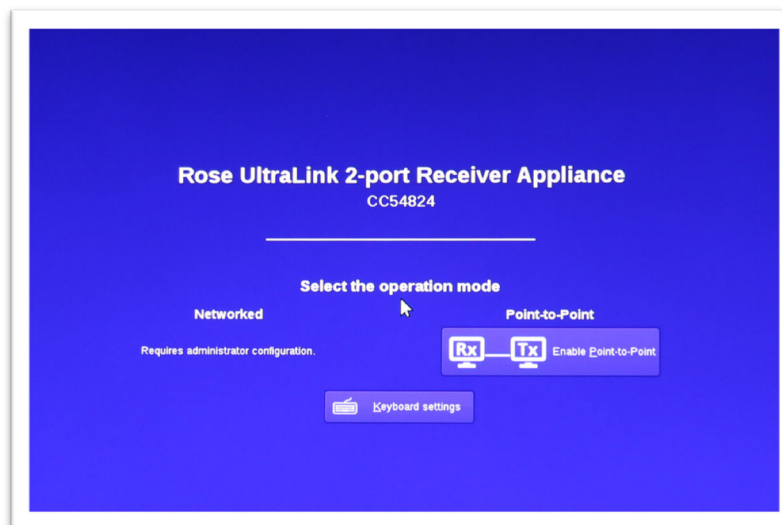 Rose UltraLink 2-port Receiver Appliance
CC54824
Select the operation mode
Networked
Point-to-Point
Requires administrator configuration.
Rx Tx Enable Point-to-Point
Keyboard settings